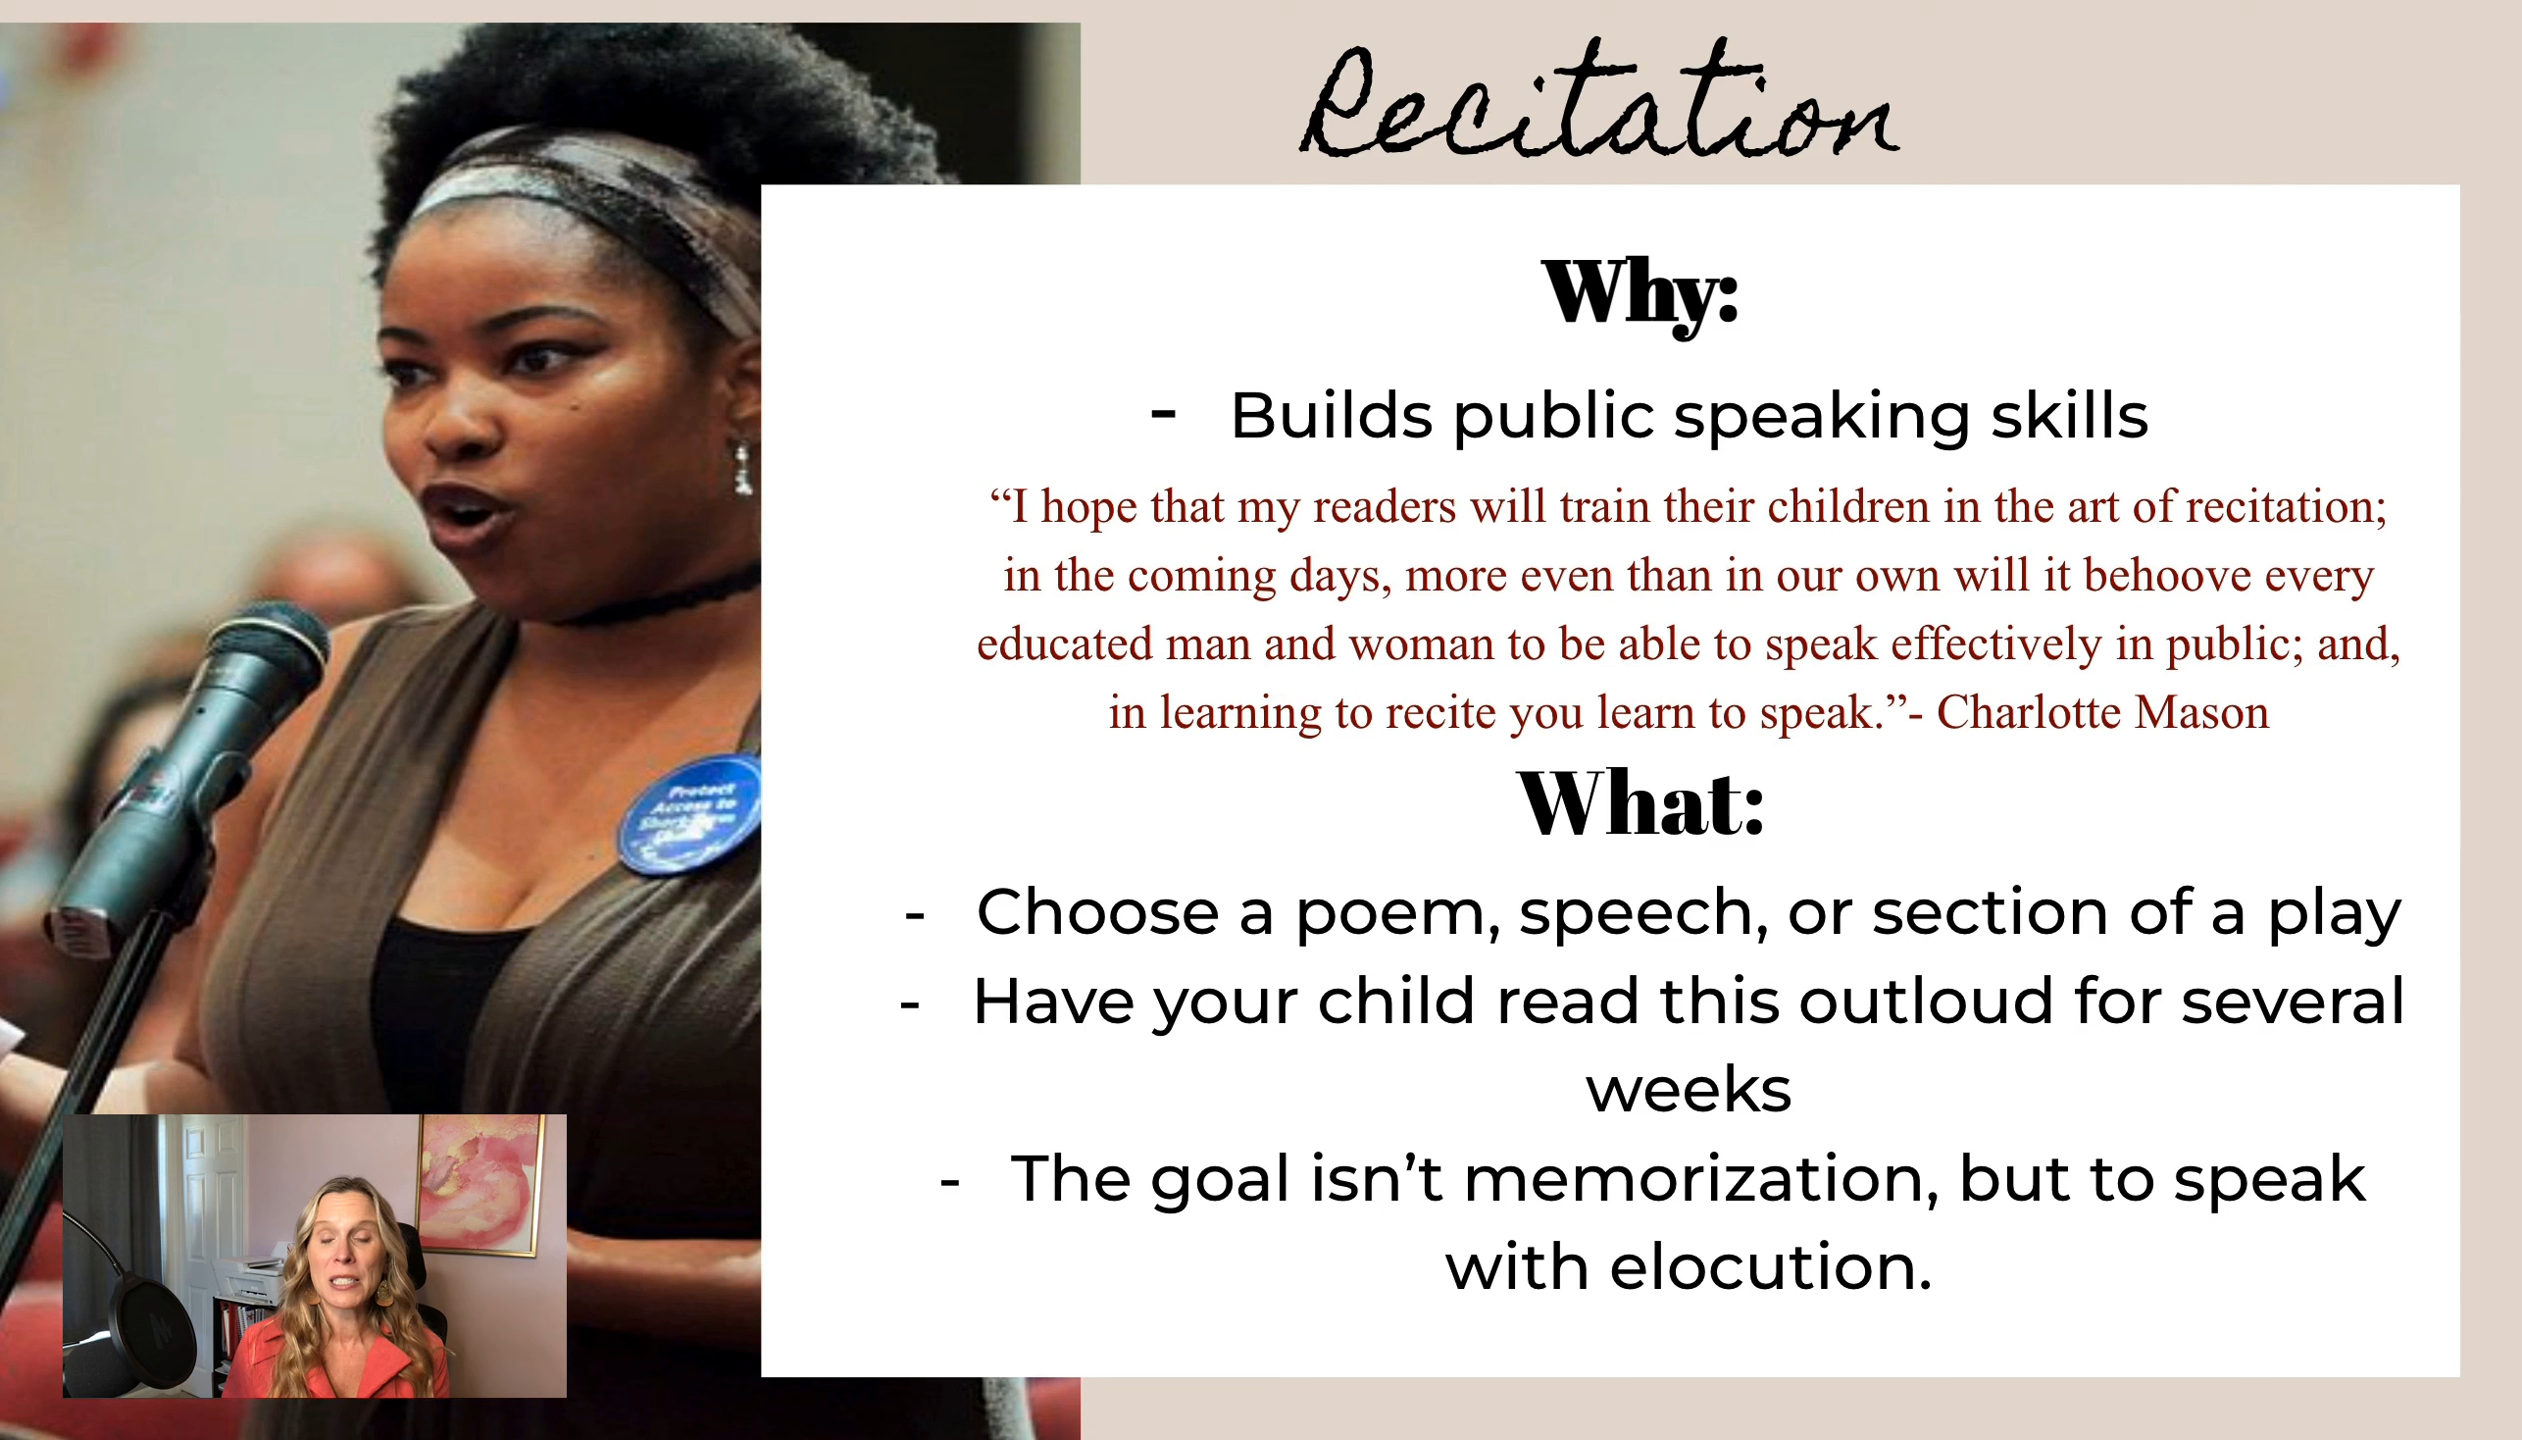 Recitation
Why:
- Builds public speaking skills
“I hope that my readers will train their children in the art of recitation;
in the coming days, more even than in our own will it behoove every
educated man and woman to be able to speak effectively in public; and,
in learning to recite you learn to speak.”- Charlotte Mason
What:
- Choose a poem, speech, or section of a play
- Have your child read this outloud for several
weeks
- The goal isn’t memorization, but to speak
with elocution.
Protect
Access to